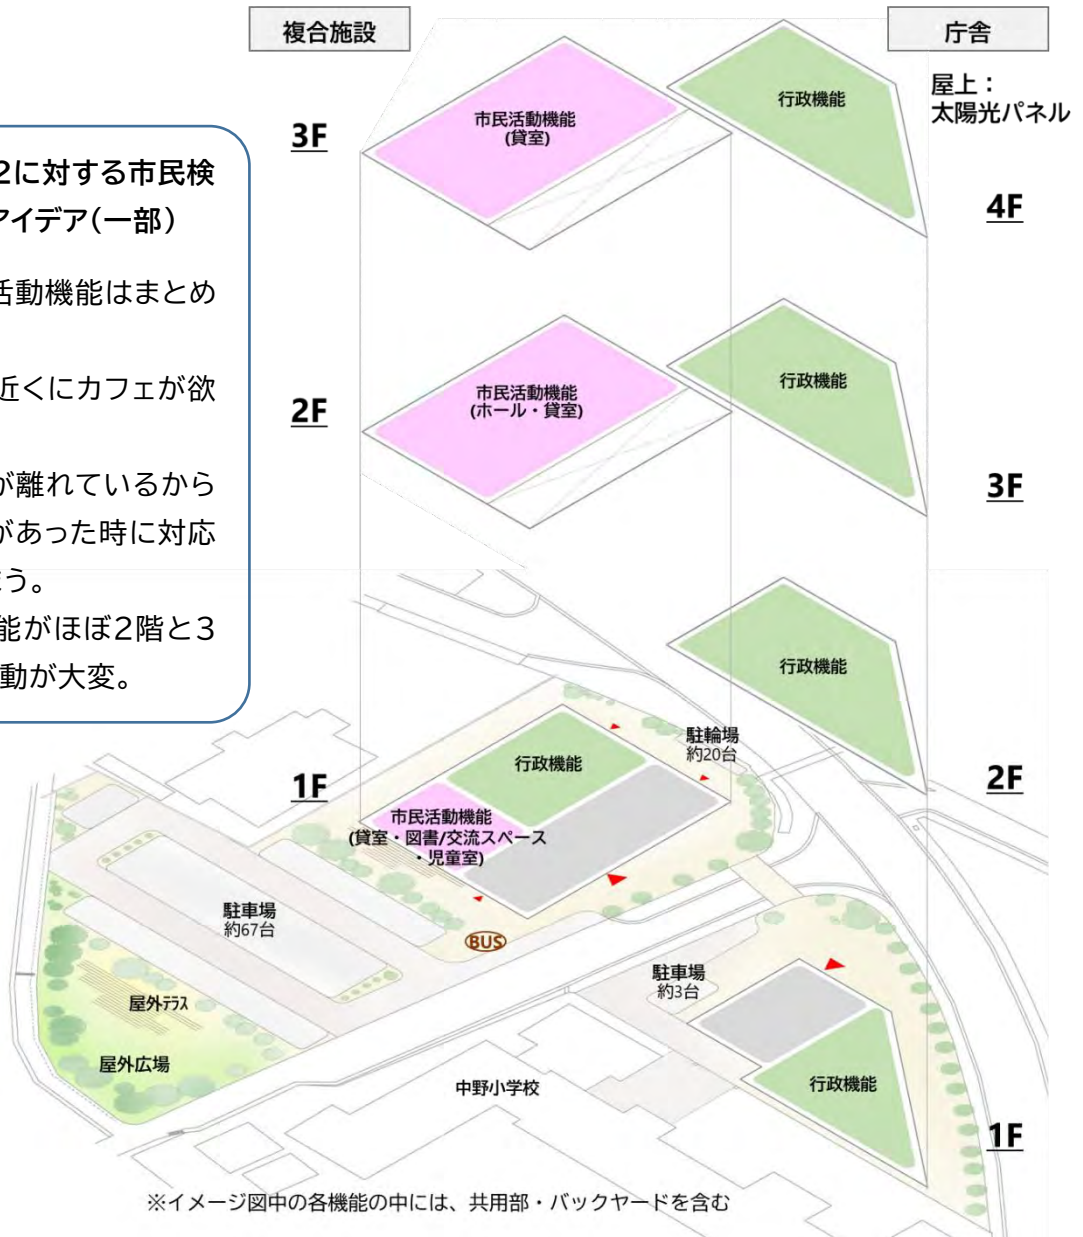 複合施設
庁舎
屋上：
太陽光パネル
3F
市民活動機能
(貸室)
行政機能
4F
2に対する市民検
アイデア(一部)
活動機能はまとめ
近くにカフェが欲
が離れているから
があった時に対応
う。
能がほぼ2階と3
動が大変。
2F
市民活動機能
(ホール・貸室)
行政機能
3F
行政機能
2F
1F
行政機能
市民活動機能
(貸室・図書/交流スペース
・児童室)
駐輪場
約20台
駐車場
約67台
BUS
屋外テラス
屋外広場
駐車場
約3台
中野小学校
行政機能
1F
※イメージ図中の各機能の中には、共用部・バックヤードを含む